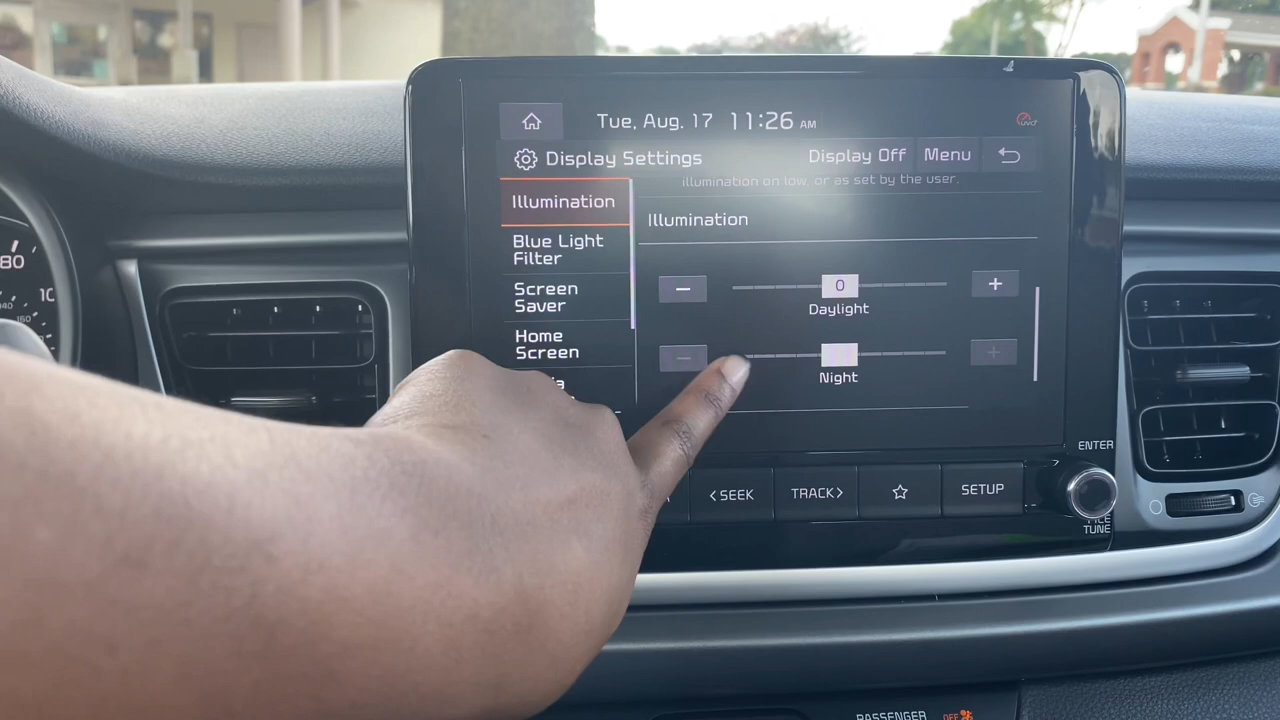 Tue, Aug. 17 11:26 AM
UVO
Display Settings Display Off Menu
illumination on low, or as set by the user.
Illumination
Illumination
Blue Light
Filter
Screen
Saver
Home
Screen
− 0 +
Daylight
− +
Night
80
ENTER
< SEEK
TRACK >
SETUP
TUNE
PASSENGER OFF